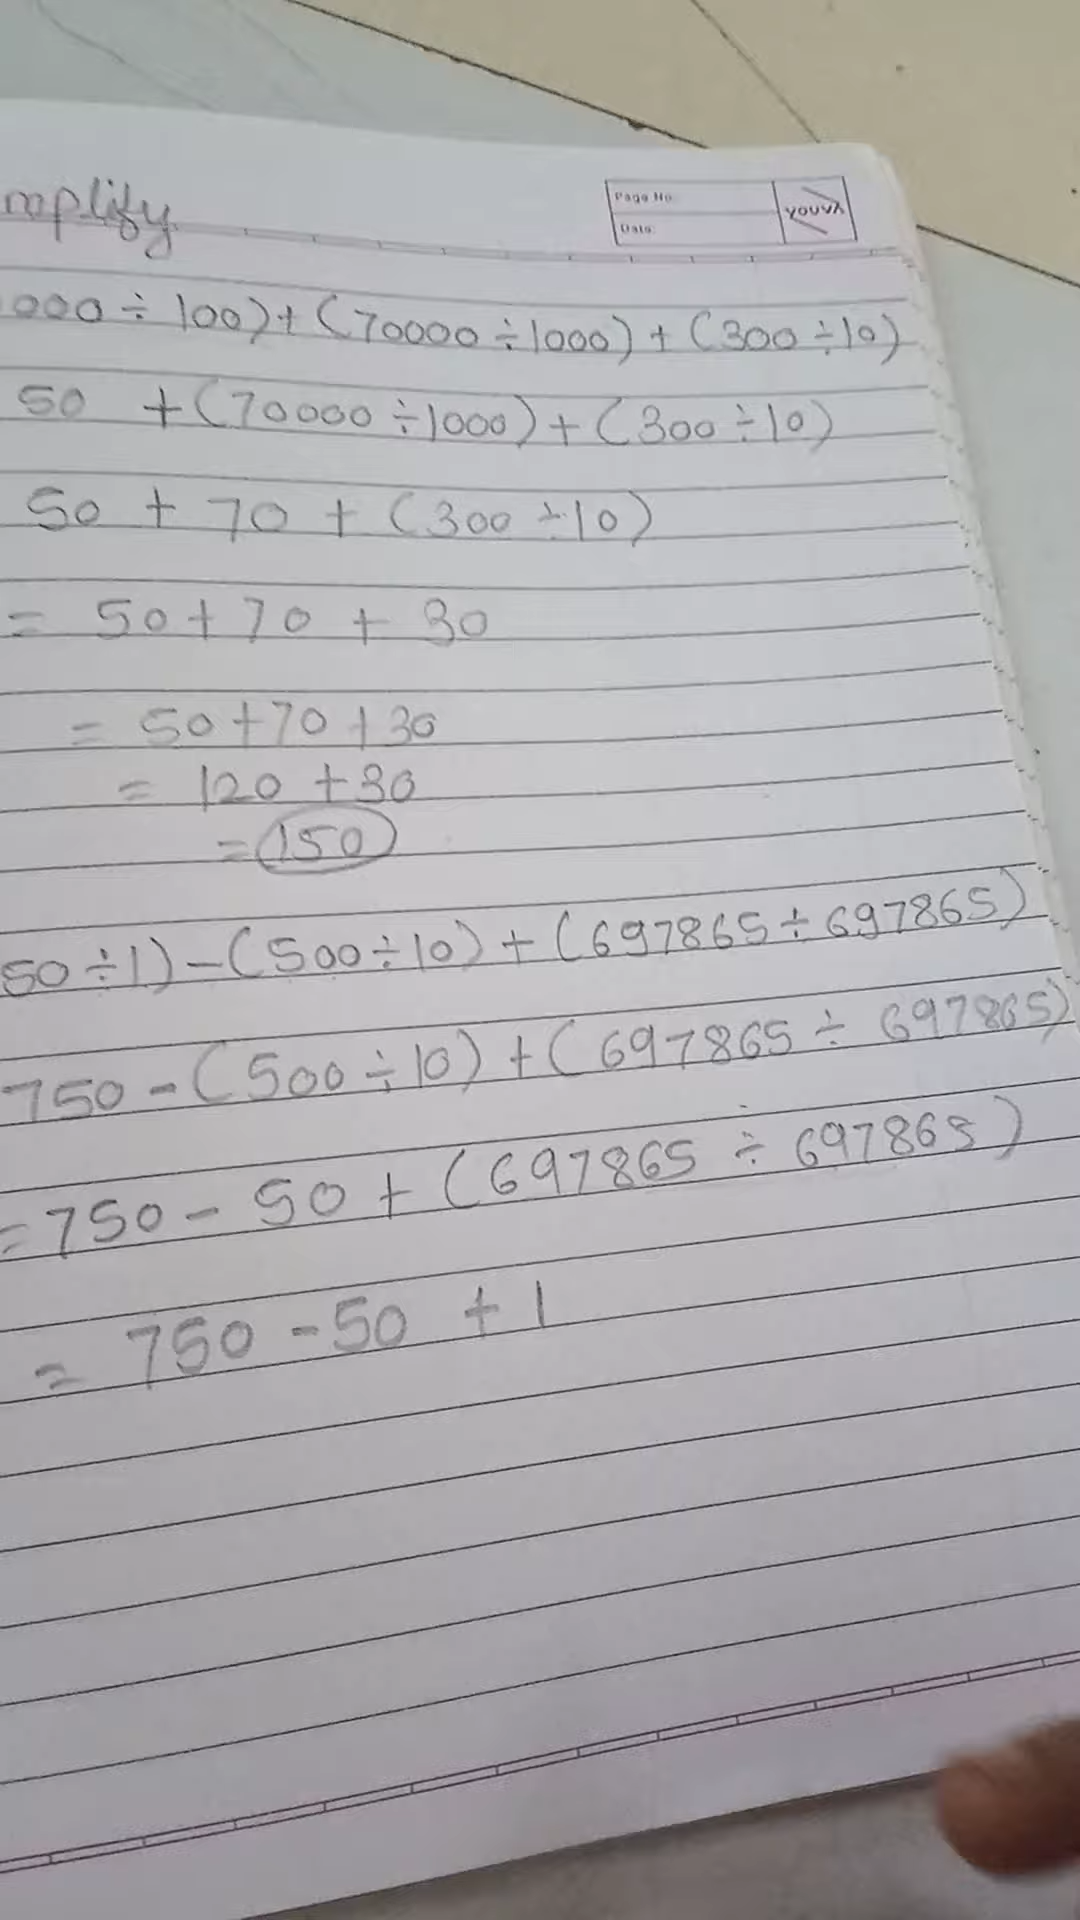 mplify
Page No.
Date:
YOUVA
000 ÷ 100) + (70000 ÷ 1000) + (300 ÷ 10)
50 + (70000 ÷ 1000) + (300 ÷ 10)
50 + 70 + (300 ÷ 10)
= 50 + 70 + 30
= 50 + 70 + 30
= 120 + 30
= 150
50 ÷ 1) - (500 ÷ 10) + (697865 ÷ 697865)
750 - (500 ÷ 10) + (697865 ÷ 697865)
= 750 - 50 + (697865 ÷ 697865)
= 750 - 50 + 1